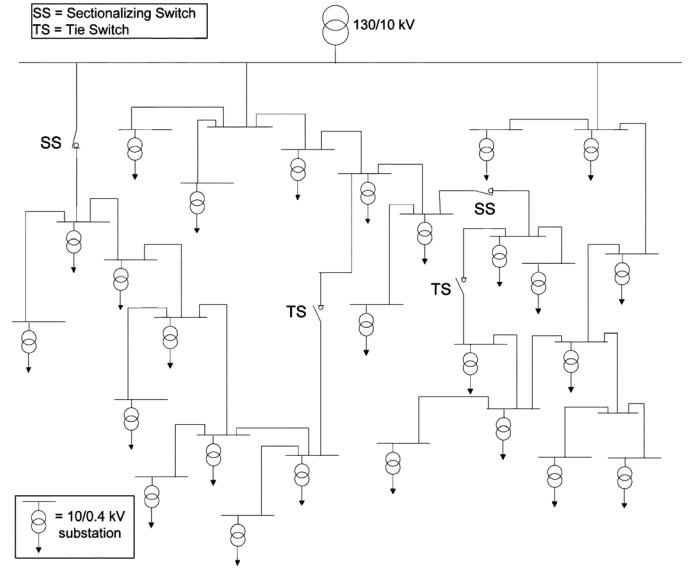 SS = Sectionalizing Switch
TS = Tie Switch
130/10 kV
SS
SS
TS
TS
= 10/0.4 kV
substation